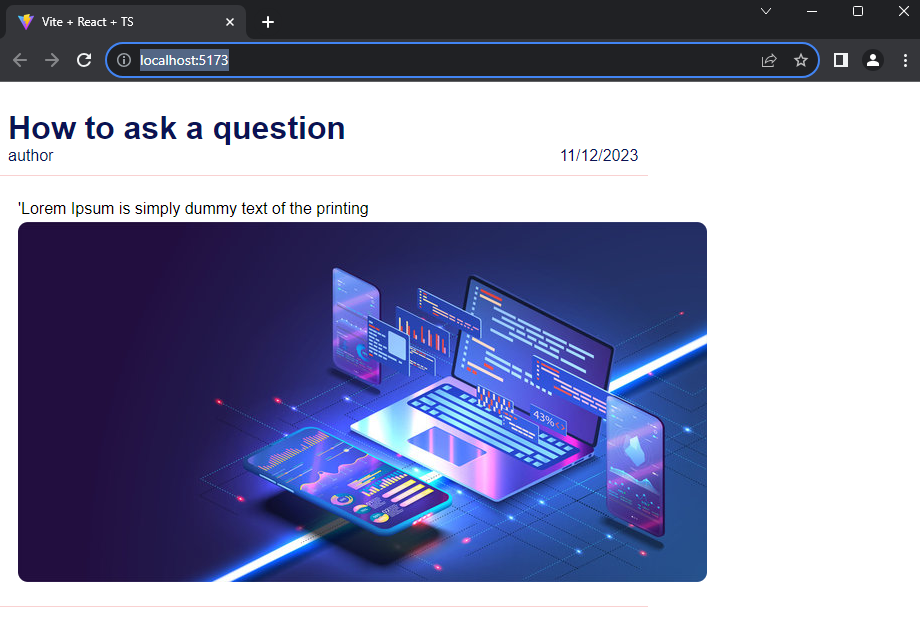 Vite + React + TS
localhost:5173
How to ask a question
author 11/12/2023
'Lorem Ipsum is simply dummy text of the printing
43%